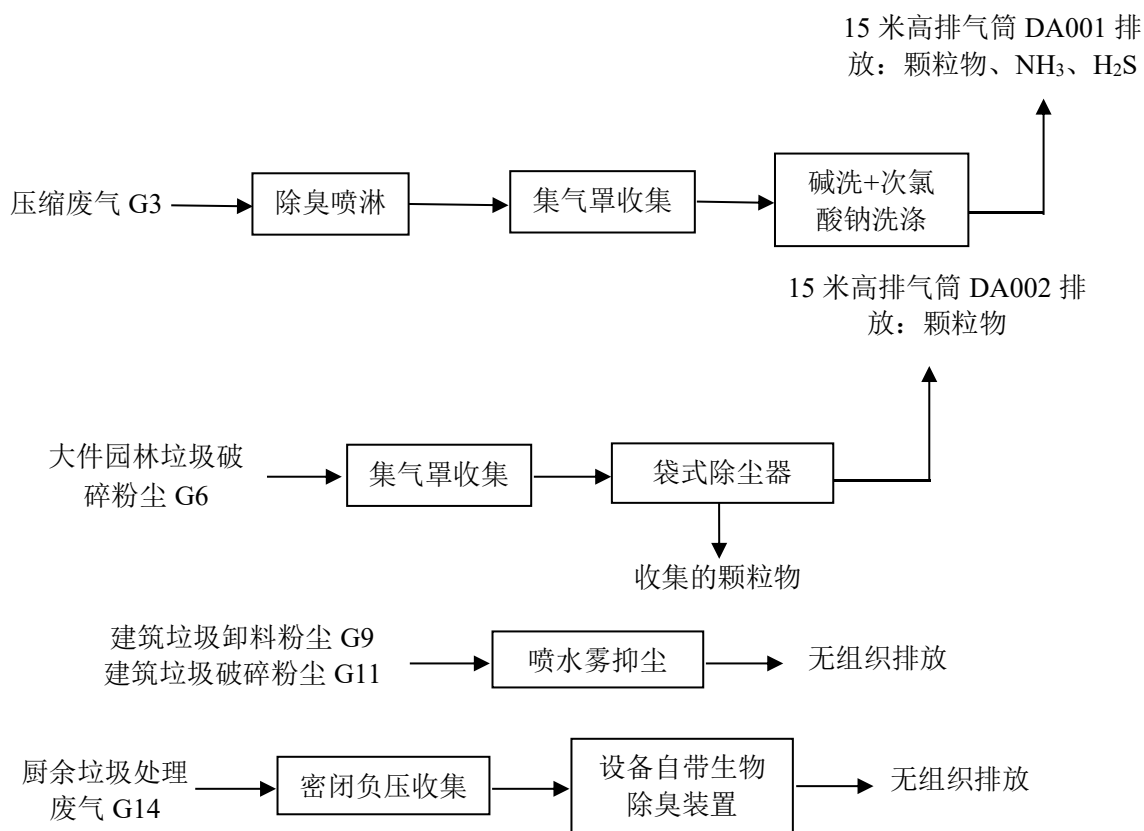 15 米高排气筒 DA001 排
放：颗粒物、NH₃、H₂S
压缩废气 G3
除臭喷淋
集气罩收集
碱洗+次氯
酸钠洗涤
15 米高排气筒 DA002 排
放：颗粒物
大件园林垃圾破
碎粉尘 G6
集气罩收集
袋式除尘器
收集的颗粒物
建筑垃圾卸料粉尘 G9
建筑垃圾破碎粉尘 G11
喷水雾抑尘
无组织排放
厨余垃圾处理
废气 G14
密闭负压收集
设备自带生物
除臭装置
无组织排放